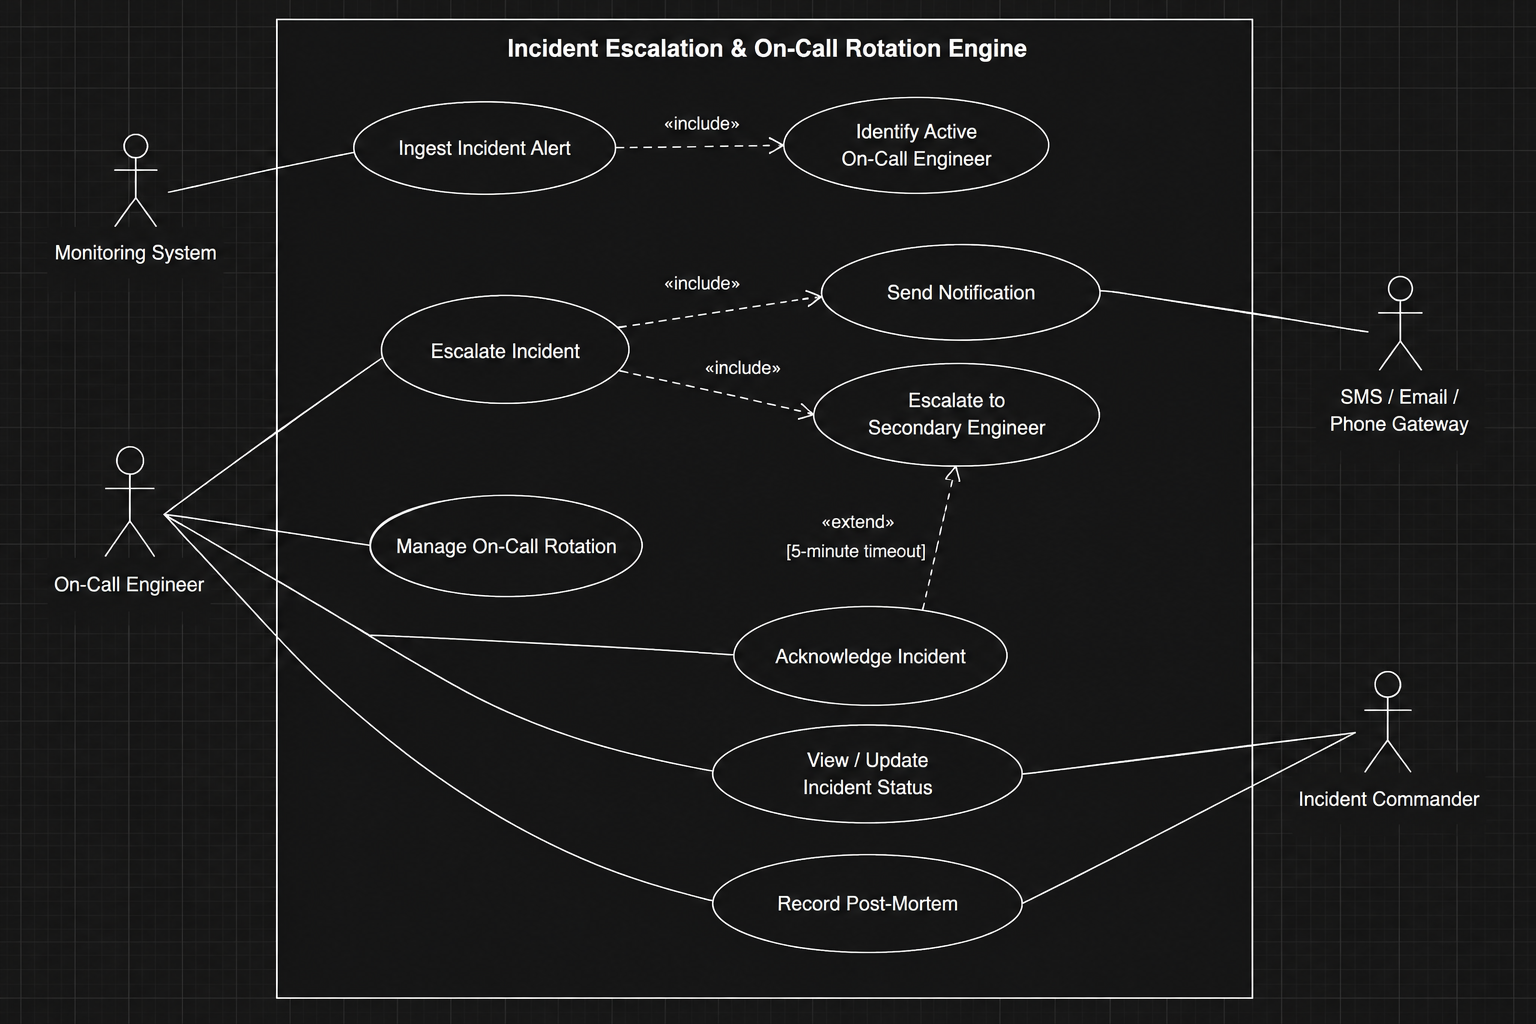 Incident Escalation & On-Call Rotation Engine
Ingest Incident Alert
«include»
Identify Active
On-Call Engineer
Monitoring System
«include»
Send Notification
Escalate Incident
«include»
Escalate to
Secondary Engineer
SMS / Email /
Phone Gateway
«extend»
[5-minute timeout]
Manage On-Call Rotation
On-Call Engineer
Acknowledge Incident
View / Update
Incident Status
Incident Commander
Record Post-Mortem